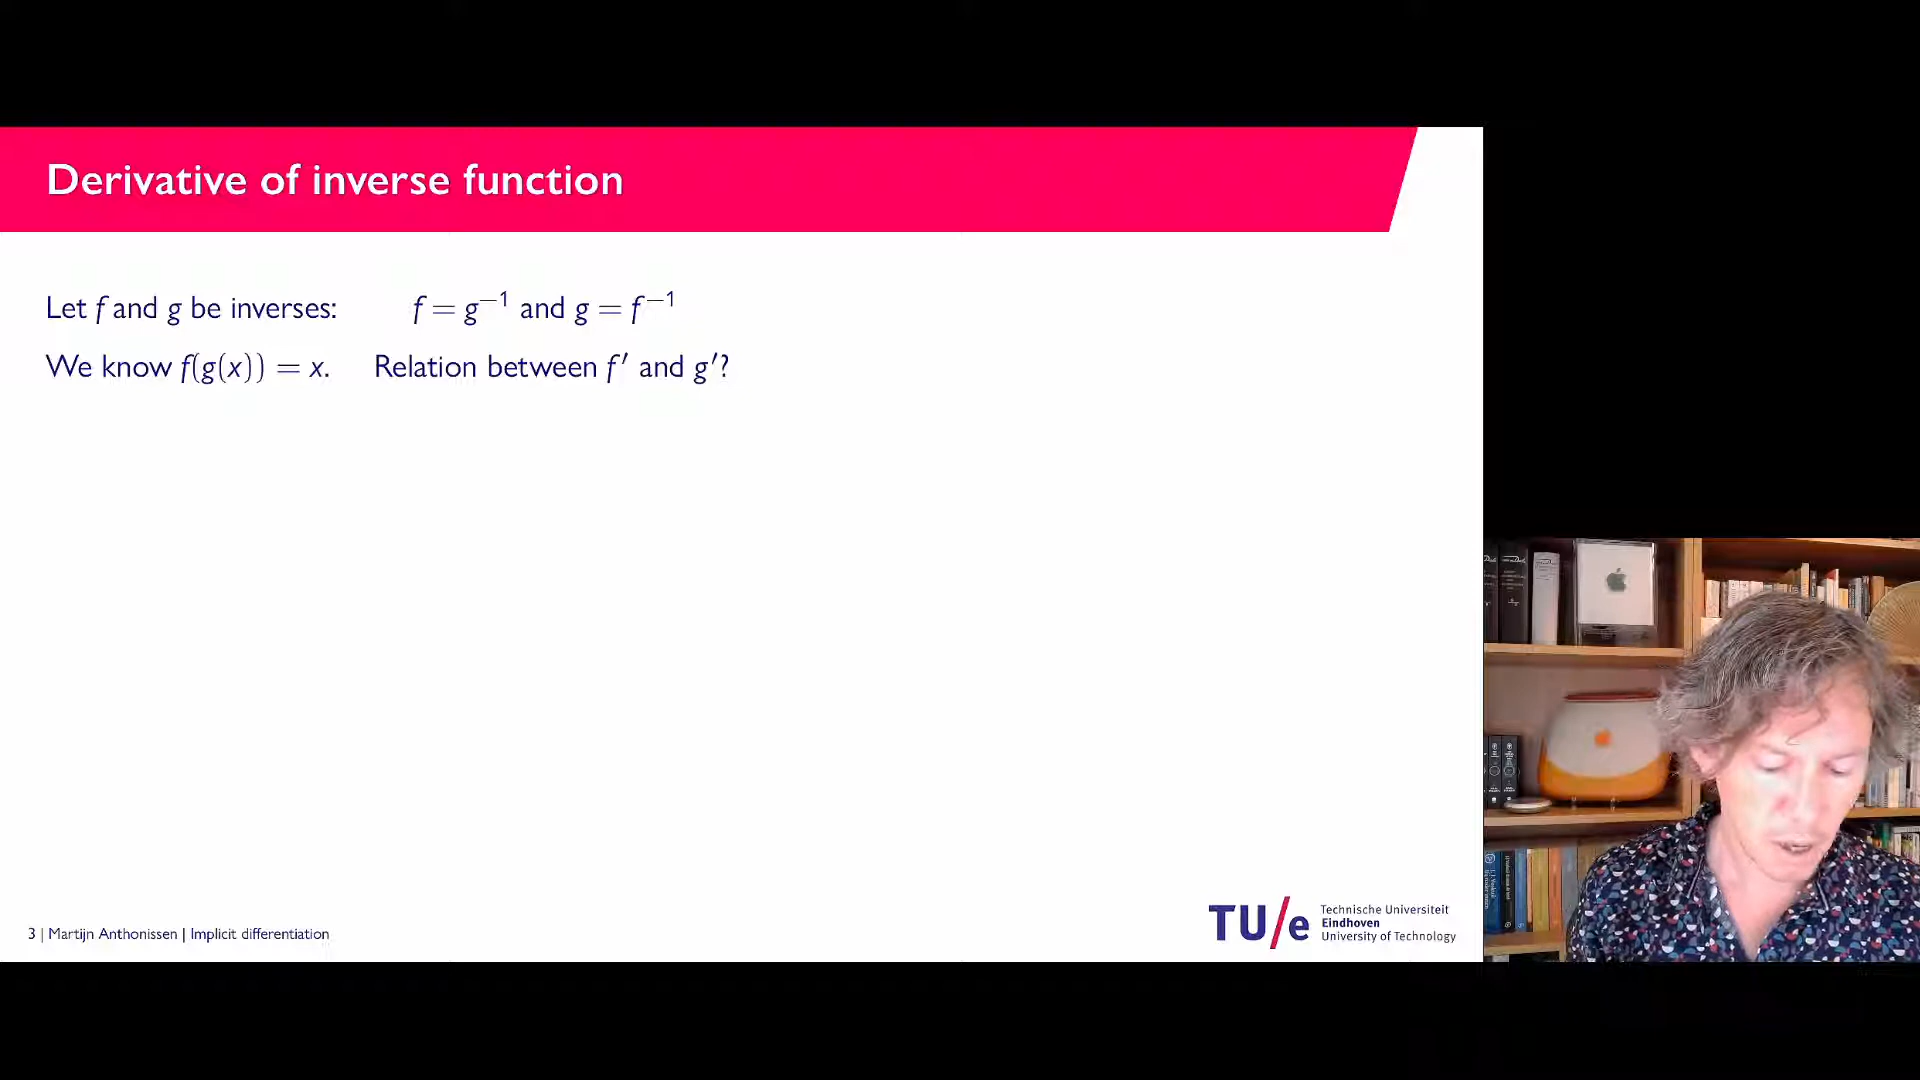 Derivative of inverse function
Let f and g be inverses: f = g⁻¹ and g = f⁻¹
We know f(g(x)) = x. Relation between f′ and g′?
3 | Martijn Anthonissen | Implicit differentiation
TU/e
Technische Universiteit
Eindhoven
University of Technology